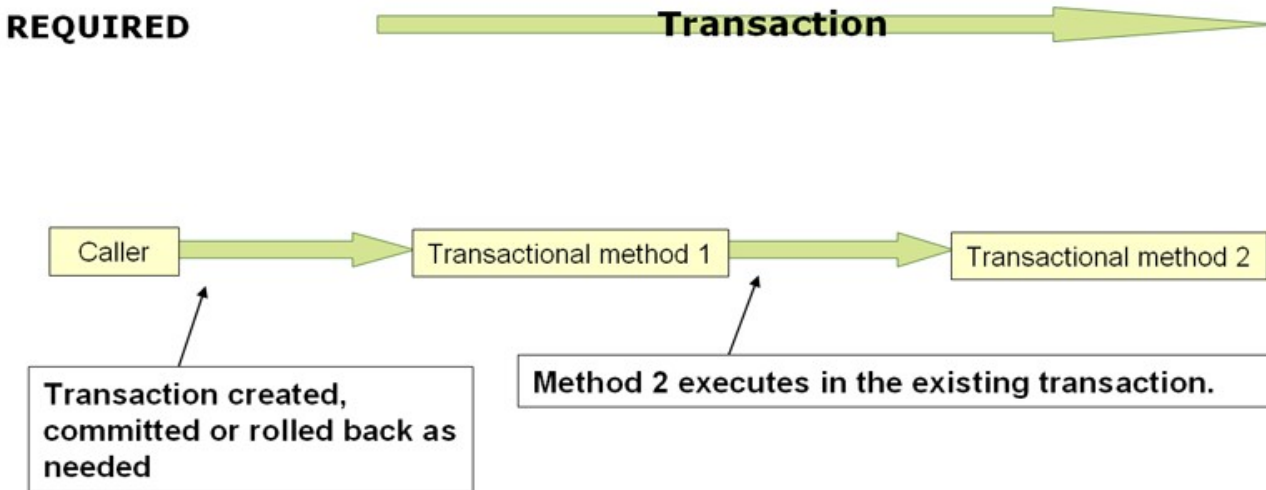 REQUIRED
Transaction
Caller
Transactional method 1
Transactional method 2
Transaction created,
committed or rolled back as
needed
Method 2 executes in the existing transaction.